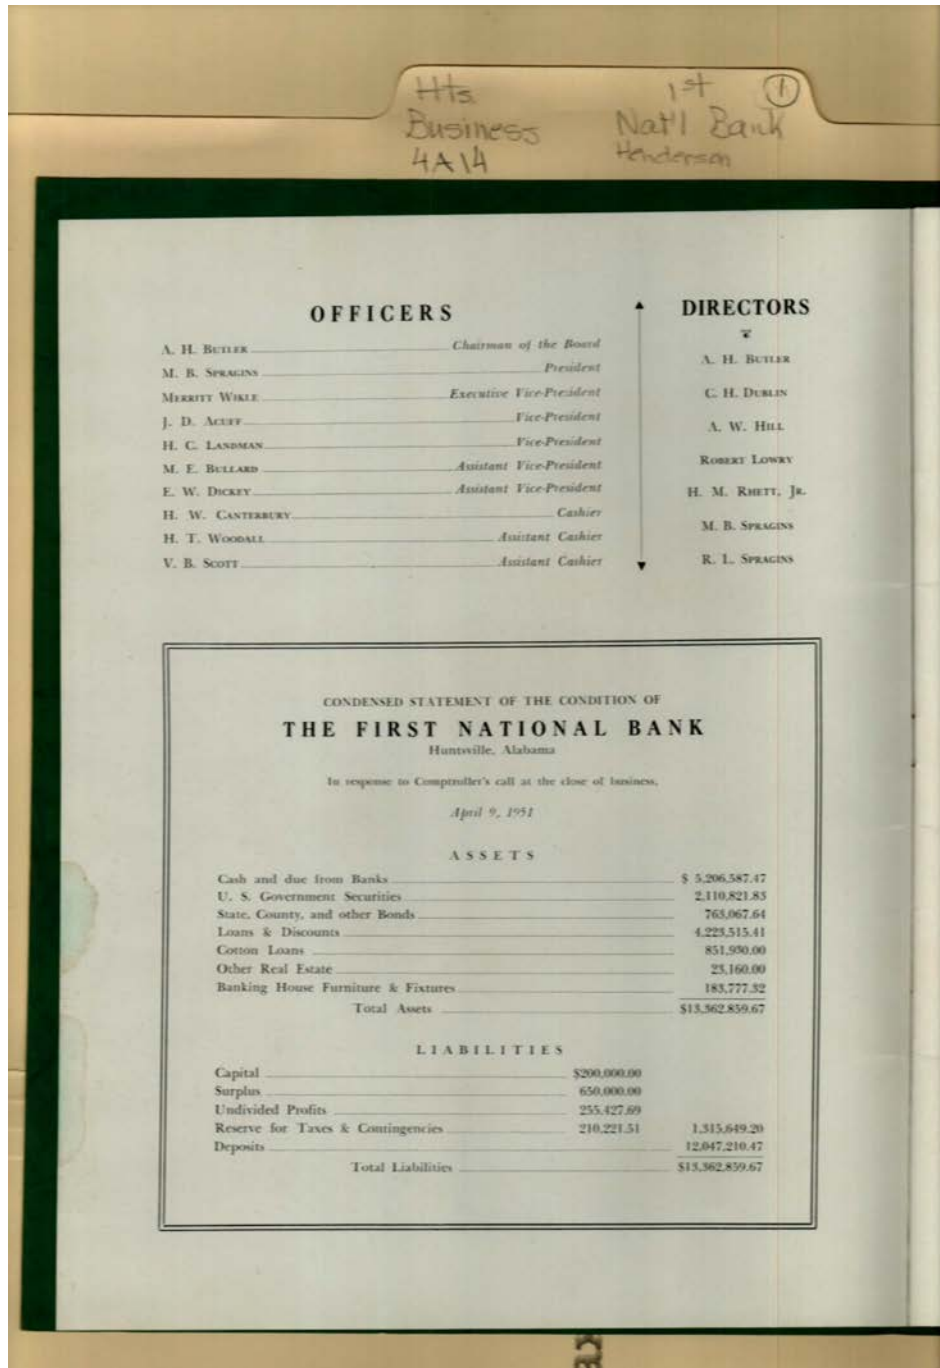 Hts. 1st 1
Business Nat'l Bank
4A14 Henderson
OFFICERS
A. H. BUTLER Chairman of the Board
M. B. SPRAGINS President
MERRITT WIKLE Executive Vice-President
J. D. ACUFF Vice-President
H. C. LANDMAN Vice-President
M. E. BULLARD Assistant Vice-President
E. W. DICKEY Assistant Vice-President
H. W. CANTERBURY Cashier
H. T. WOODALL Assistant Cashier
V. B. SCOTT Assistant Cashier
DIRECTORS
A. H. BUTLER
C. H. DUBLIN
A. W. HILL
ROBERT LOWRY
H. M. RHETT, JR.
M. B. SPRAGINS
R. L. SPRAGINS
CONDENSED STATEMENT OF THE CONDITION OF
THE FIRST NATIONAL BANK
Huntsville, Alabama
In response to Comptroller's call at the close of business,
April 9, 1951
ASSETS
Cash and due from Banks $ 5,206,587.47
U. S. Government Securities 2,110,821.83
State, County, and other Bonds 763,067.64
Loans & Discounts 4,223,515.41
Cotton Loans 851,930.00
Other Real Estate 23,160.00
Banking House Furniture & Fixtures 183,777.32
Total Assets $13,362,859.67
LIABILITIES
Capital $200,000.00
Surplus 650,000.00
Undivided Profits 255,427.69
Reserve for Taxes & Contingencies 210,221.51 1,315,649.20
Deposits 12,047,210.47
Total Liabilities $13,362,859.67